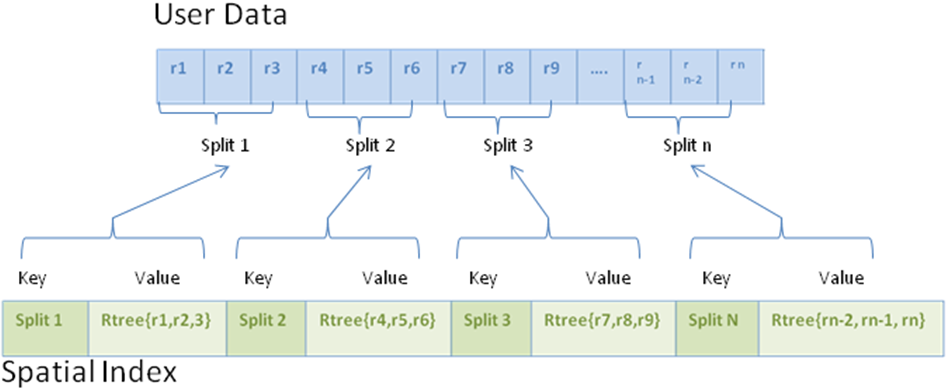 User Data
r1 r2 r3 r4 r5 r6 r7 r8 r9 .... r n-1 r n-2 r n
Split 1 Split 2 Split 3 Split n
Key Value Key Value Key Value Key Value
Split 1 Rtree{r1,r2,3} Split 2 Rtree{r4,r5,r6} Split 3 Rtree{r7,r8,r9} Split N Rtree{rn-2, rn-1, rn}
Spatial Index